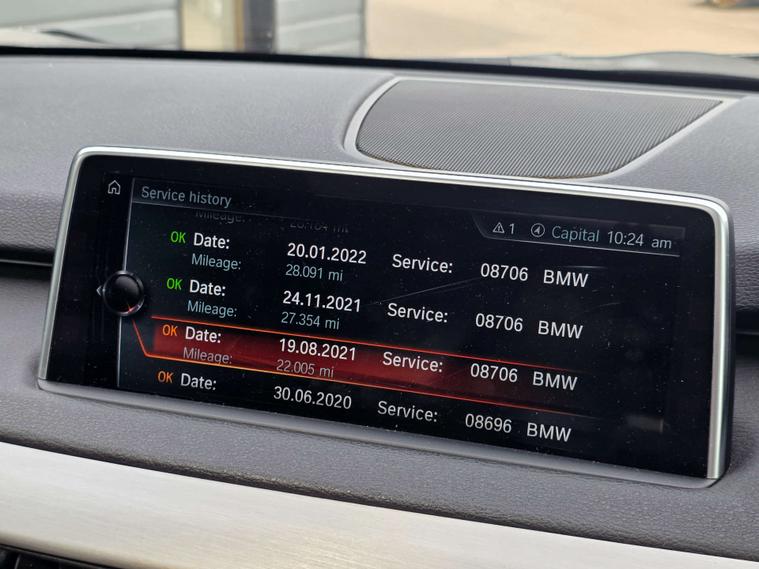 Service history
1 Capital 10:24 am
Mileage:
OK Date: 20.01.2022 Service: 08706 BMW
Mileage: 28.091 mi
OK Date: 24.11.2021 Service: 08706 BMW
Mileage: 27.354 mi
OK Date: 19.08.2021 Service: 08706 BMW
Mileage: 22.005 mi
OK Date: 30.06.2020 Service: 08696 BMW